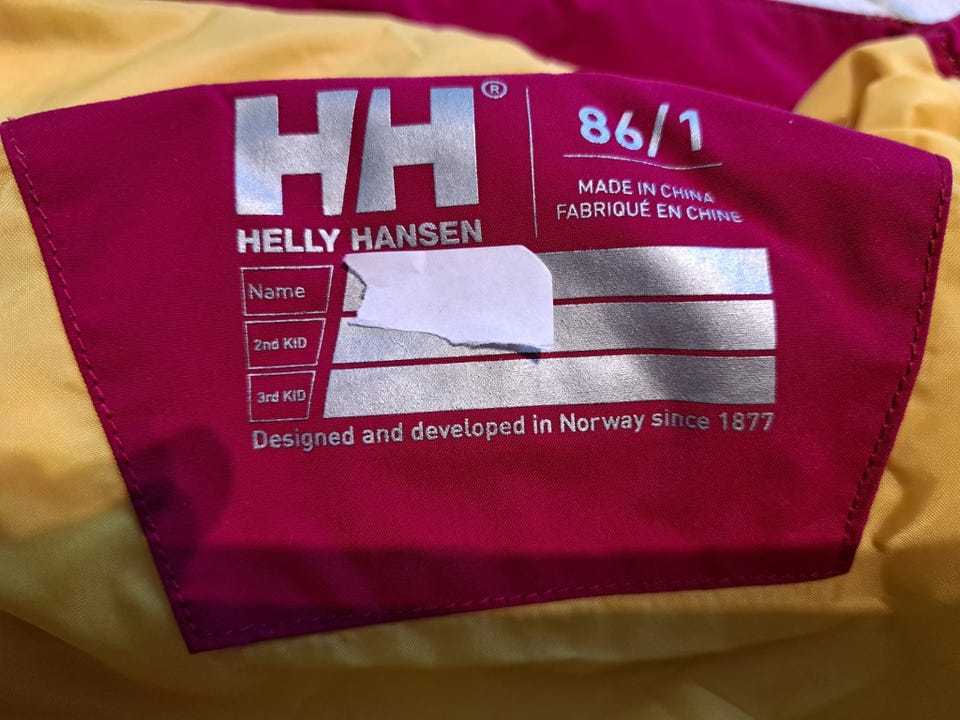 HH®
HELLY HANSEN
86/1
MADE IN CHINA
FABRIQUÉ EN CHINE
Name
2nd KID
3rd KID
Designed and developed in Norway since 1877